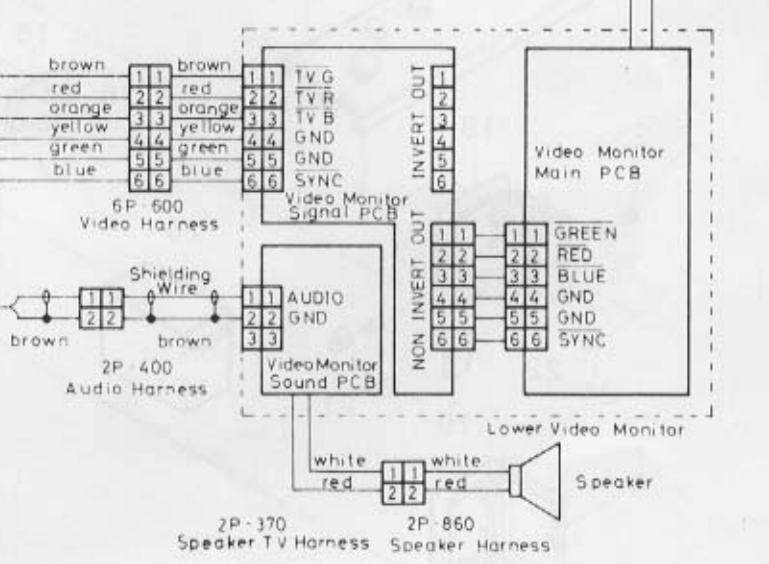 brown 1 1 brown 1 1 TV G
red 2 2 red 2 2 TV R
orange 3 3 orange 3 3 TV B
yellow 4 4 yellow 4 4 GND
green 5 5 green 5 5 GND
blue 6 6 blue 6 6 SYNC
6P-600
Video Harness
Video Monitor
Signal PCB
INVERT OUT
1
2
3
4
5
6
Video Monitor
Main PCB
NON INVERT OUT
1 1 1 1 GREEN
2 2 2 2 RED
3 3 3 3 BLUE
4 4 4 4 GND
5 5 5 5 GND
6 6 6 6 SYNC
Shielding
Wire
1 1 1 1 AUDIO
2 2 2 2 GND
3 3
brown brown
2P-400
Audio Harness
Video Monitor
Sound PCB
Lower Video Monitor
white 1 1 white
red 2 2 red
Speaker
2P-370
Speaker TV Harness
2P-860
Speaker Harness